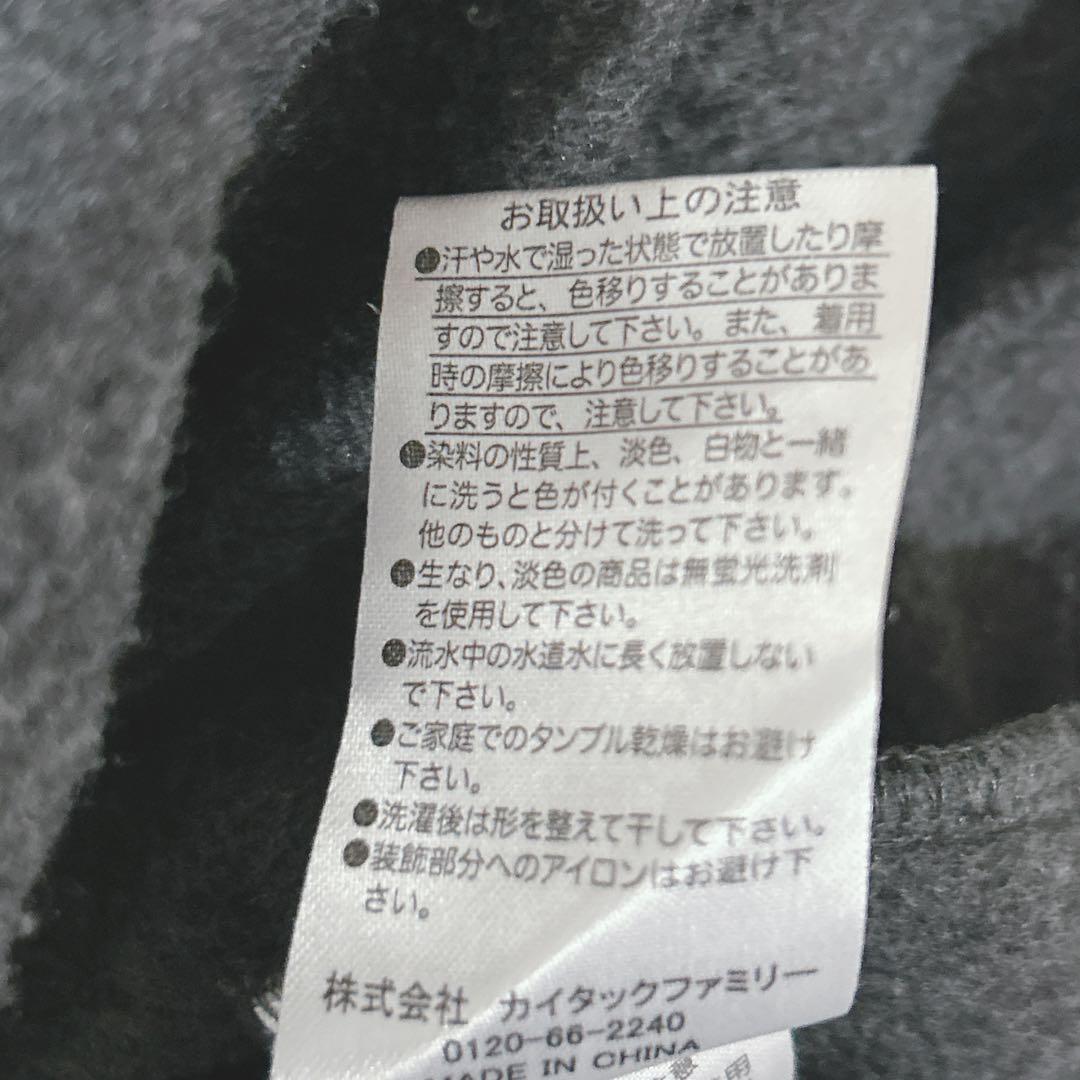 お取扱い上の注意
●汗や水で湿った状態で放置したり摩
擦すると、色移りすることがありま
すので注意して下さい。また、着用
時の摩擦により色移りすることがあ
りますので、注意して下さい。
●染料の性質上、淡色、白物と一緒
に洗うと色が付くことがあります。
他のものと分けて洗って下さい。
●生なり、淡色の商品は無蛍光洗剤
を使用して下さい。
●流水中の水道水に長く放置しない
で下さい。
●ご家庭でのタンブル乾燥はお避け
下さい。
●洗濯後は形を整えて干して下さい。
●装飾部分へのアイロンはお避け下
さい。
株式会社 カイタックファミリー
0120-66-2240
MADE IN CHINA